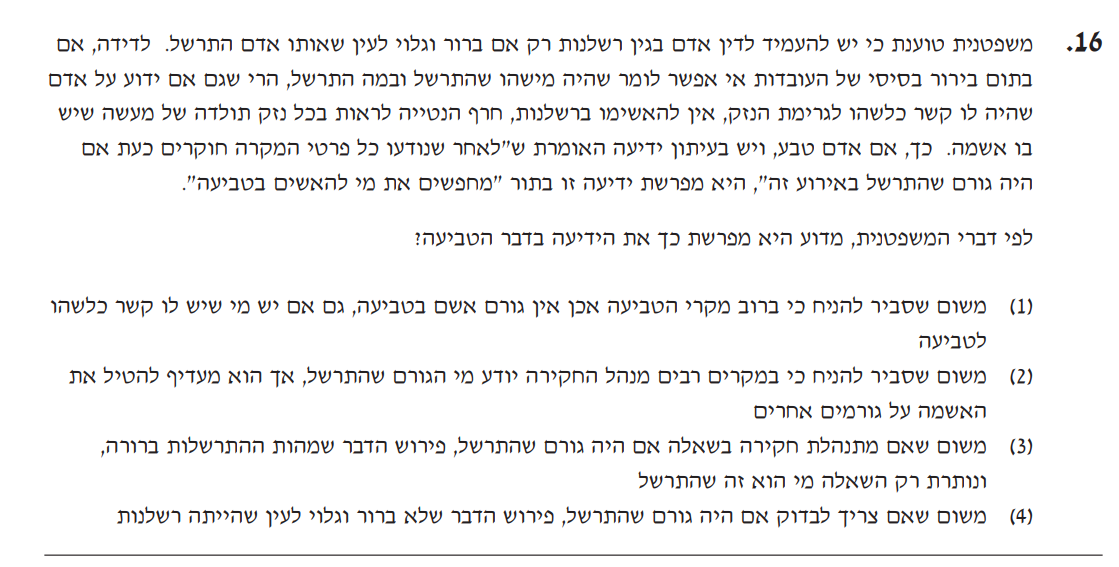 16. משפטנית טוענת כי יש להעמיד לדין אדם בגין רשלנות רק אם ברור וגלוי לעין שאותו אדם התרשל. לדידה, אם
בתום בירור בסיסי של העובדות אי אפשר לומר שהיה מישהו שהתרשל ובמה התרשל, הרי שגם אם ידוע על אדם
שהיה לו קשר כלשהו לגרימת הנזק, אין להאשימו ברשלנות, חרף הנטייה לראות בכל נזק תולדה של מעשה שיש
בו אשמה. כך, אם אדם טבע, ויש בעיתון ידיעה האומרת ש"לאחר שנודעו כל פרטי המקרה חוקרים כעת אם
היה גורם שהתרשל באירוע זה", היא מפרשת ידיעה זו בתור "מחפשים את מי להאשים בטביעה".
לפי דברי המשפטנית, מדוע היא מפרשת כך את הידיעה בדבר הטביעה?
(1) משום שסביר להניח כי ברוב מקרי הטביעה אכן אין גורם אשם בטביעה, גם אם יש מי שיש לו קשר כלשהו
לטביעה
(2) משום שסביר להניח כי במקרים רבים מנהל החקירה יודע מי הגורם שהתרשל, אך הוא מעדיף להטיל את
האשמה על גורמים אחרים
(3) משום שאם מתנהלת חקירה בשאלה אם היה גורם שהתרשל, פירוש הדבר שמהות ההתרשלות ברורה,
ונותרת רק השאלה מי הוא זה שהתרשל
(4) משום שאם צריך לבדוק אם היה גורם שהתרשל, פירוש הדבר שלא ברור וגלוי לעין שהייתה רשלנות